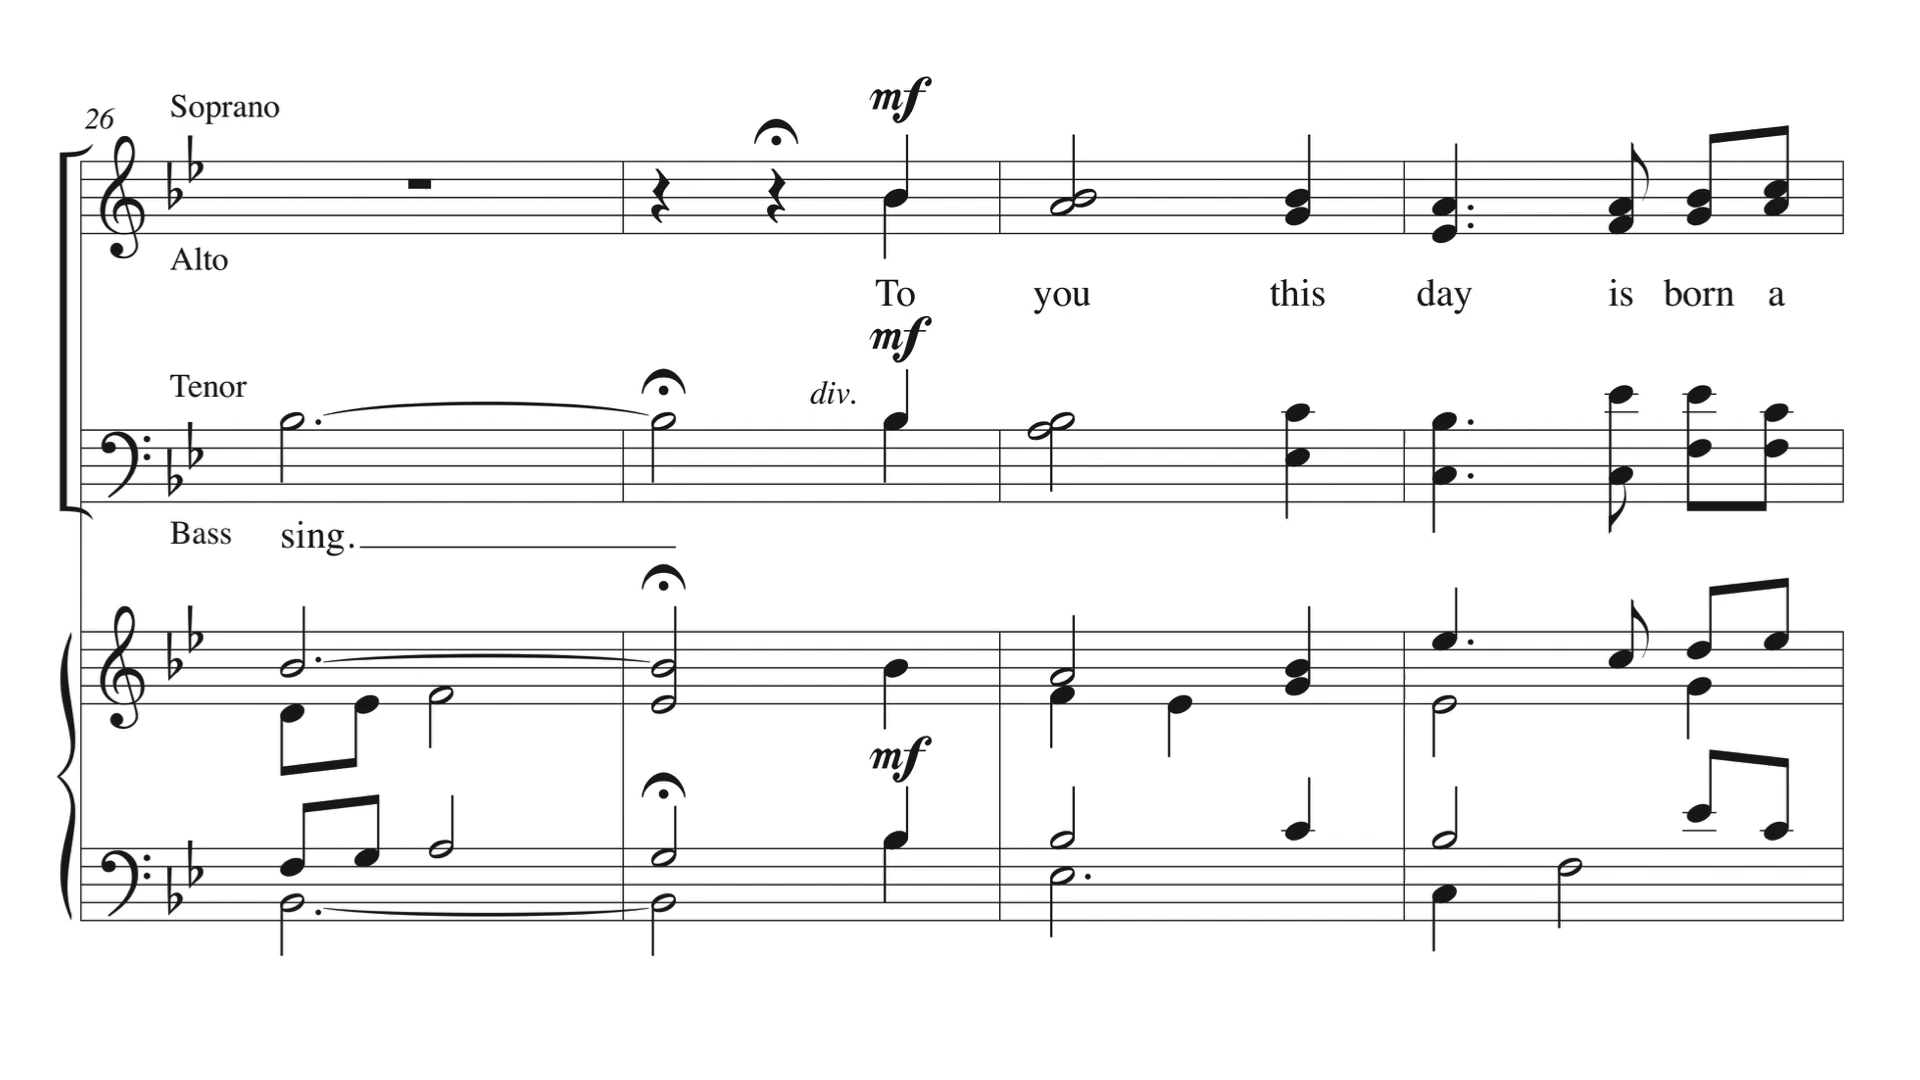 26
Soprano
mf
Alto
To you this day is born a
mf
Tenor
div.
Bass sing.
mf